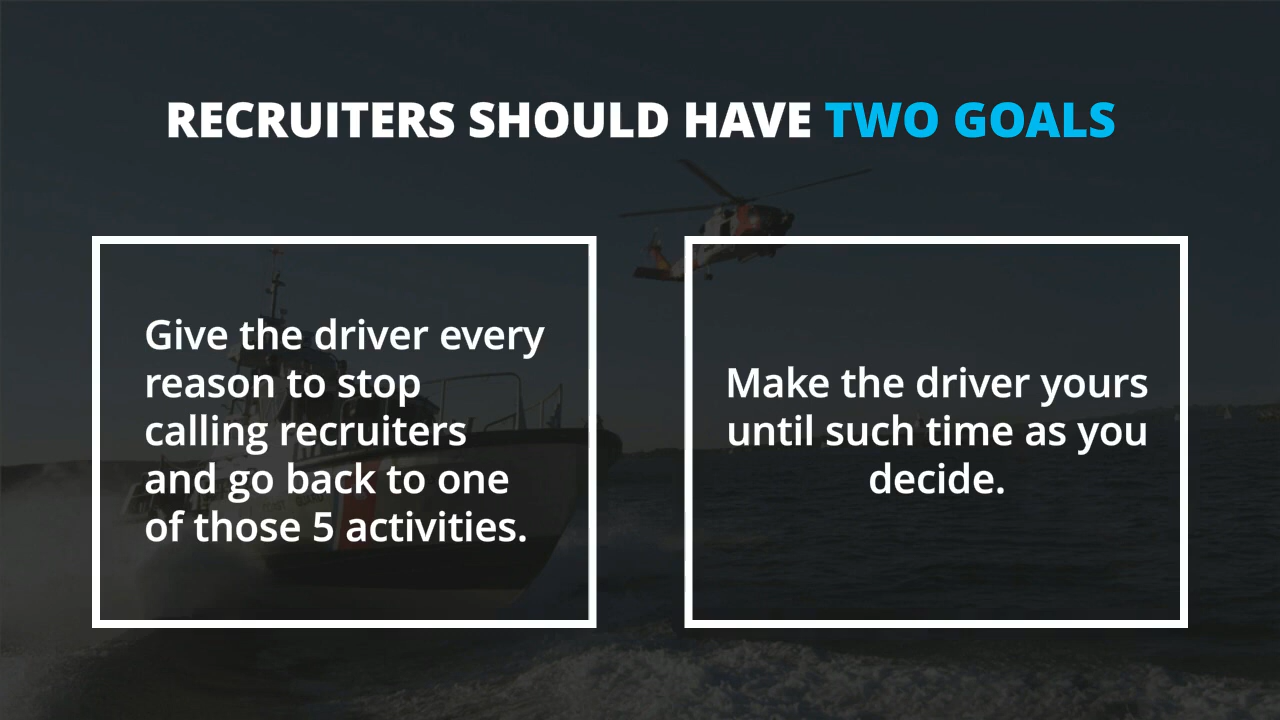 RECRUITERS SHOULD HAVE TWO GOALS
Give the driver every
reason to stop
calling recruiters
and go back to one
of those 5 activities.
Make the driver yours
until such time as you
decide.